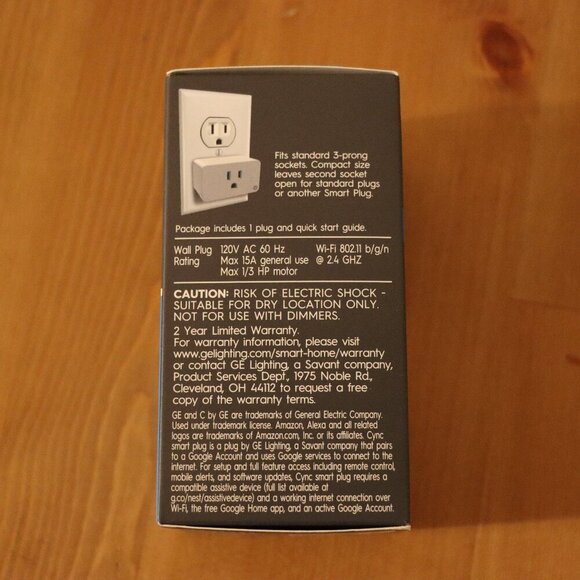 Fits standard 3-prong
sockets. Compact size
leaves second socket
open for standard plugs
or another Smart Plug.
Package includes 1 plug and quick start guide.
Wall Plug 120V AC 60 Hz Wi-Fi 802.11 b/g/n
Rating Max 15A general use @ 2.4 GHZ
Max 1/3 HP motor
CAUTION: RISK OF ELECTRIC SHOCK -
SUITABLE FOR DRY LOCATION ONLY.
NOT FOR USE WITH DIMMERS.
2 Year Limited Warranty.
For warranty information, please visit
www.gelighting.com/smart-home/warranty
or contact GE Lighting, a Savant company,
Product Services Dept., 1975 Noble Rd.,
Cleveland, OH 44112 to request a free
copy of the warranty terms.
GE and C by GE are trademarks of General Electric Company.
Used under trademark license. Amazon, Alexa and all related
logos are trademarks of Amazon.com, Inc. or its affiliates. Cync
smart plug is a plug by GE Lighting, a Savant company that pairs
to a Google Account and uses Google services to connect to the
internet. For setup and full feature access including remote control,
mobile alerts, and software updates, Cync smart plug requires a
compatible assistive device (full list available at
g.co/nest/assistivedevice) and a working internet connection over
Wi-Fi, the free Google Home app, and an active Google Account.